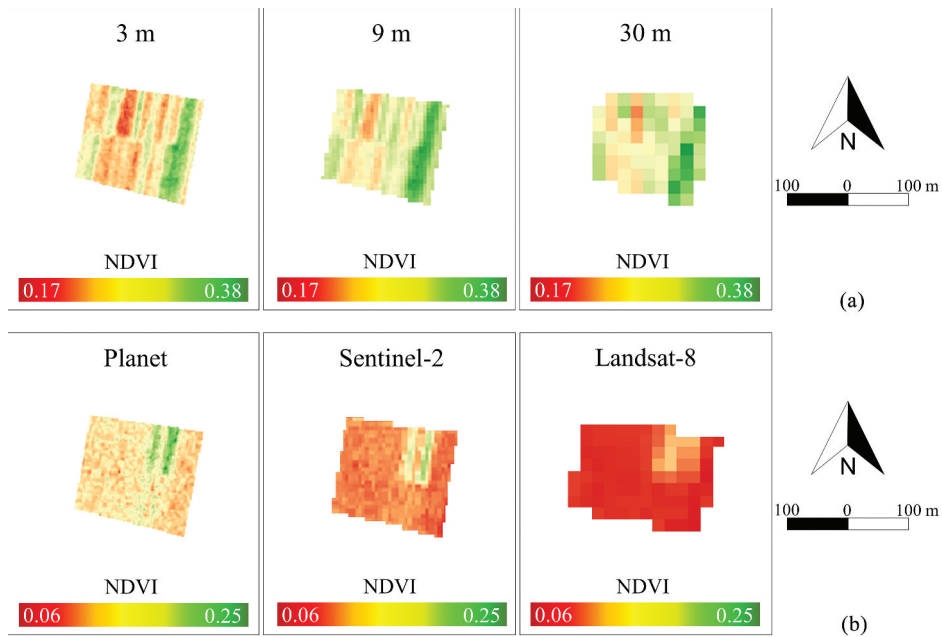 3 m
9 m
30 m
N
100 0 100 m
NDVI
NDVI
NDVI
0.17 0.38
0.17 0.38
0.17 0.38
(a)
Planet
Sentinel-2
Landsat-8
N
100 0 100 m
NDVI
NDVI
NDVI
0.06 0.25
0.06 0.25
0.06 0.25
(b)